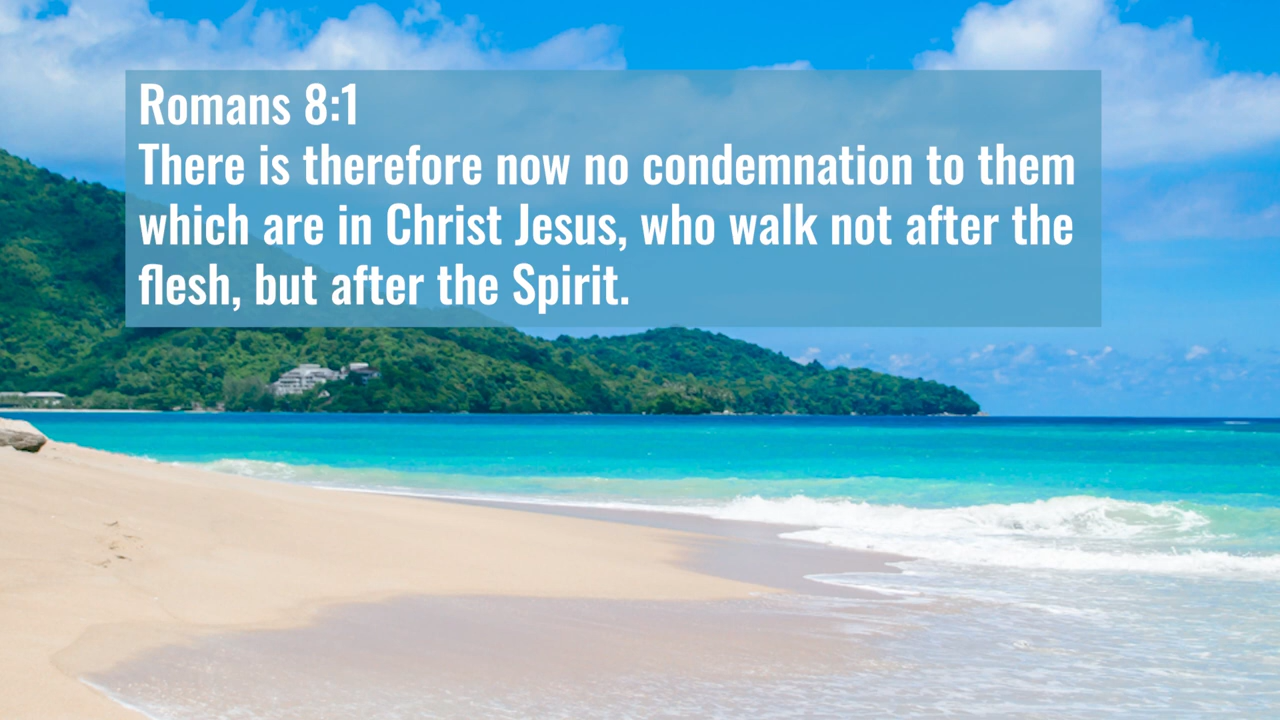 Romans 8:1
There is therefore now no condemnation to them
which are in Christ Jesus, who walk not after the
flesh, but after the Spirit.